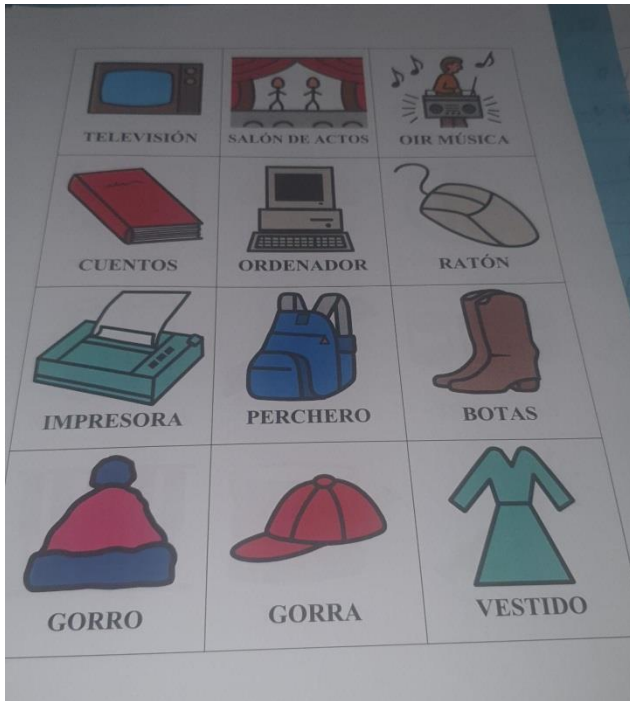 TELEVISIÓN
SALÓN DE ACTOS
OIR MÚSICA
CUENTOS
ORDENADOR
RATÓN
IMPRESORA
PERCHERO
BOTAS
GORRO
GORRA
VESTIDO